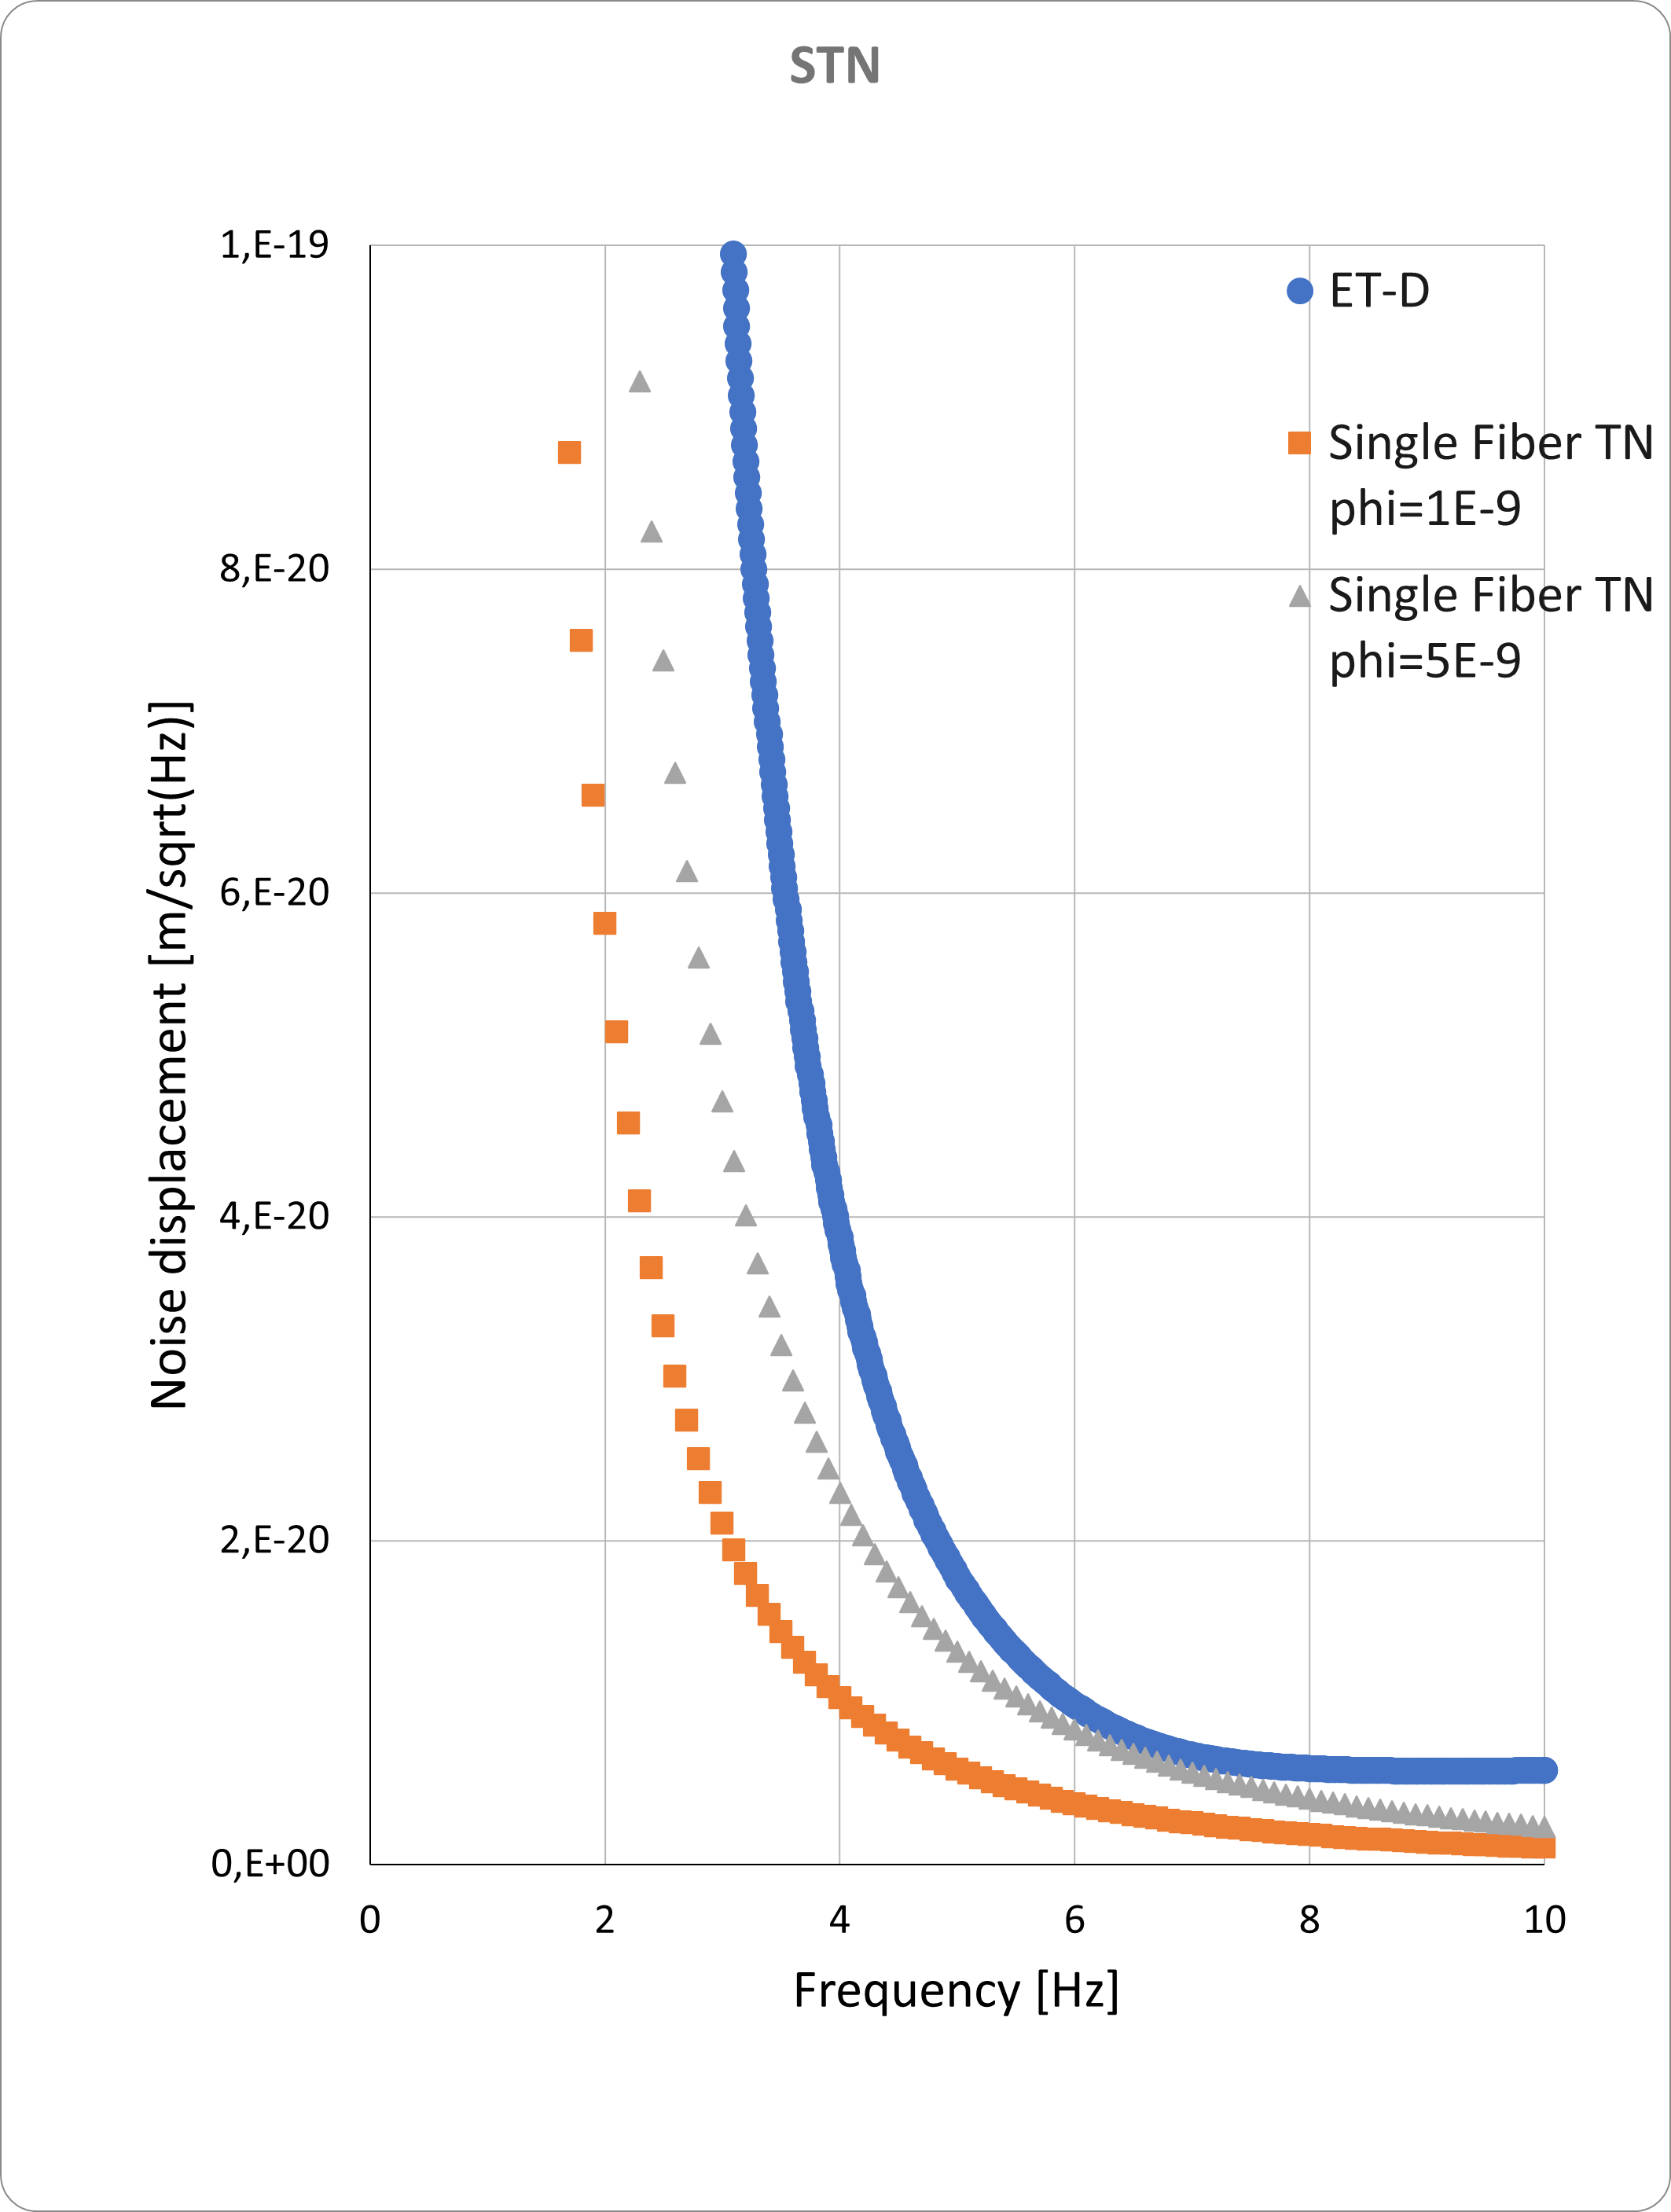 STN
1,E-19
8,E-20
6,E-20
4,E-20
2,E-20
0,E+00
Noise displacement [m/sqrt(Hz)]
ET-D
Single Fiber TN
phi=1E-9
Single Fiber TN
phi=5E-9
0 2 4 6 8 10
Frequency [Hz]